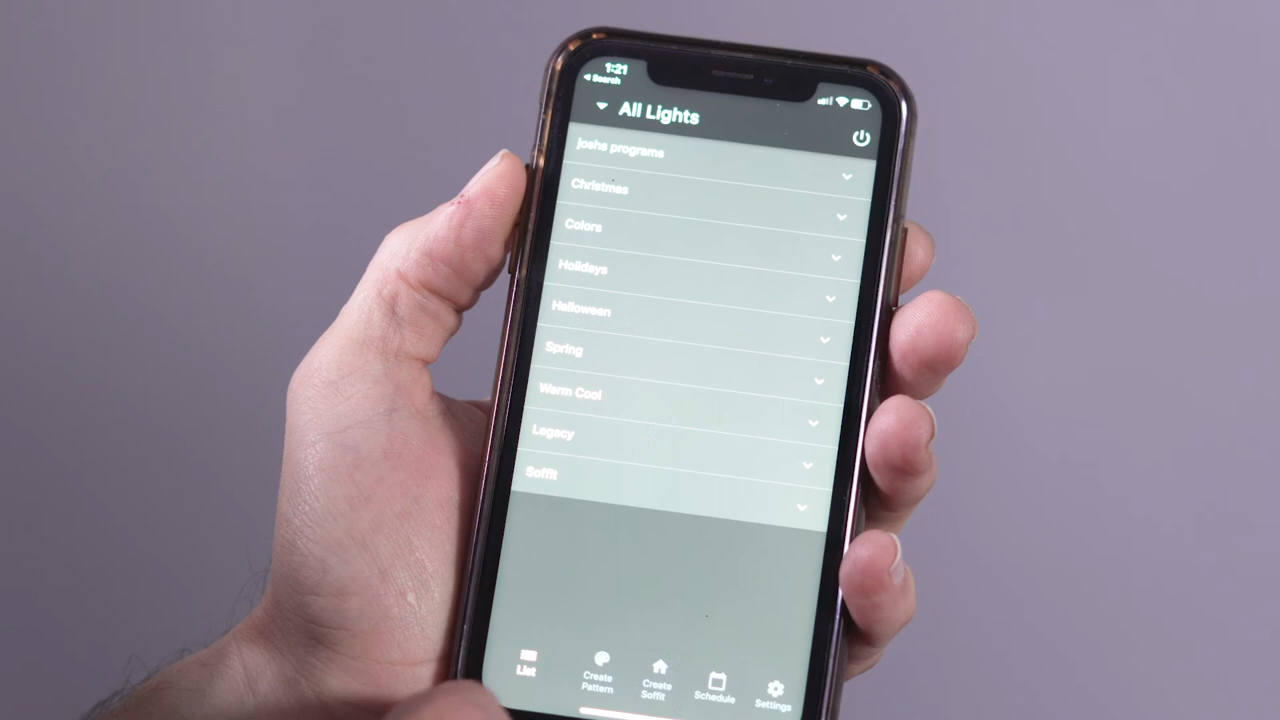 1:21
Search
All Lights
joshs programs
Christmas
Colors
Holidays
Halloween
Spring
Warm Cool
Legacy
Soffit
List
Create
Pattern
Create
Soffit
Schedule
Settings